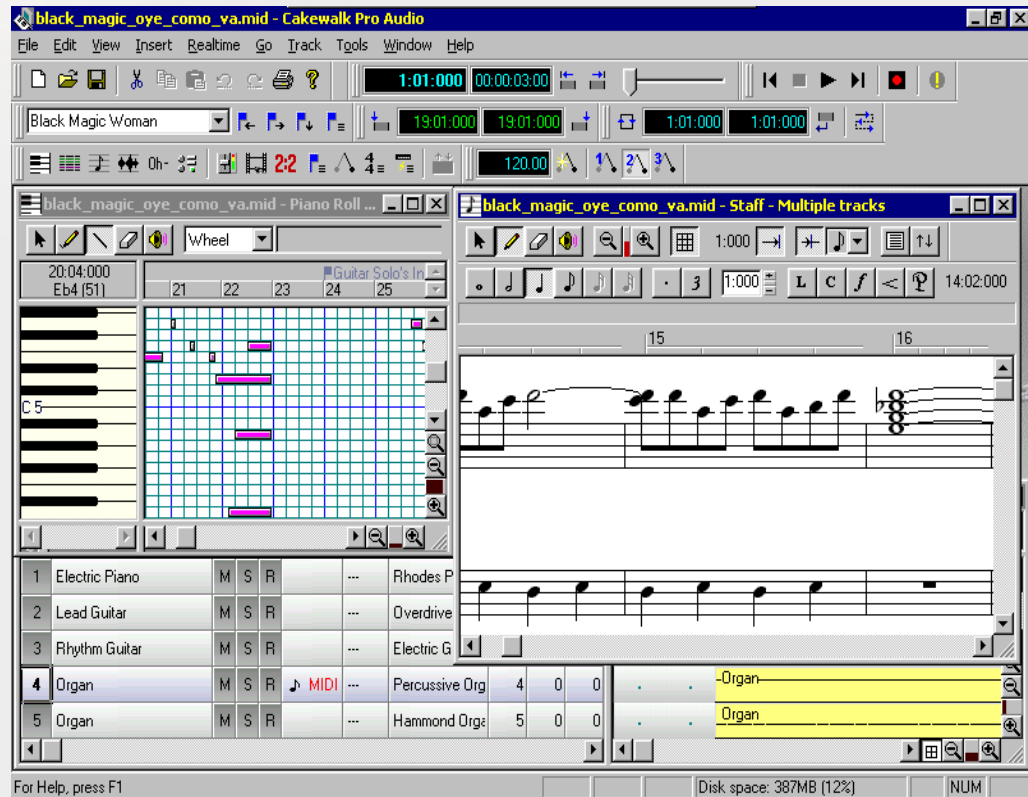 black_magic_oye_como_va.mid - Cakewalk Pro Audio
File Edit View Insert Realtime Go Track Tools Window Help
1:01:000 00:00:03:00
Black Magic Woman 19:01:000 19:01:000 1:01:000 1:01:000
Oh- 2:2 120.00 1 2 3
black_magic_oye_como_va.mid - Piano Roll ...
Wheel
20:04:000
Eb4 (51)
Guitar Solo's In
21 22 23 24 25
C 5
black_magic_oye_como_va.mid - Staff - Multiple tracks
1:000
3 1:000 L C f < P 14:02:000
15 16
1 Electric Piano M S R --- Rhodes P
2 Lead Guitar M S R --- Overdrive
3 Rhythm Guitar M S R --- Electric G
4 Organ M S R MIDI --- Percussive Org 4 0 0
5 Organ M S R --- Hammond Orga 5 0 0
Organ
Organ
For Help, press F1 Disk space: 387MB (12%) NUM